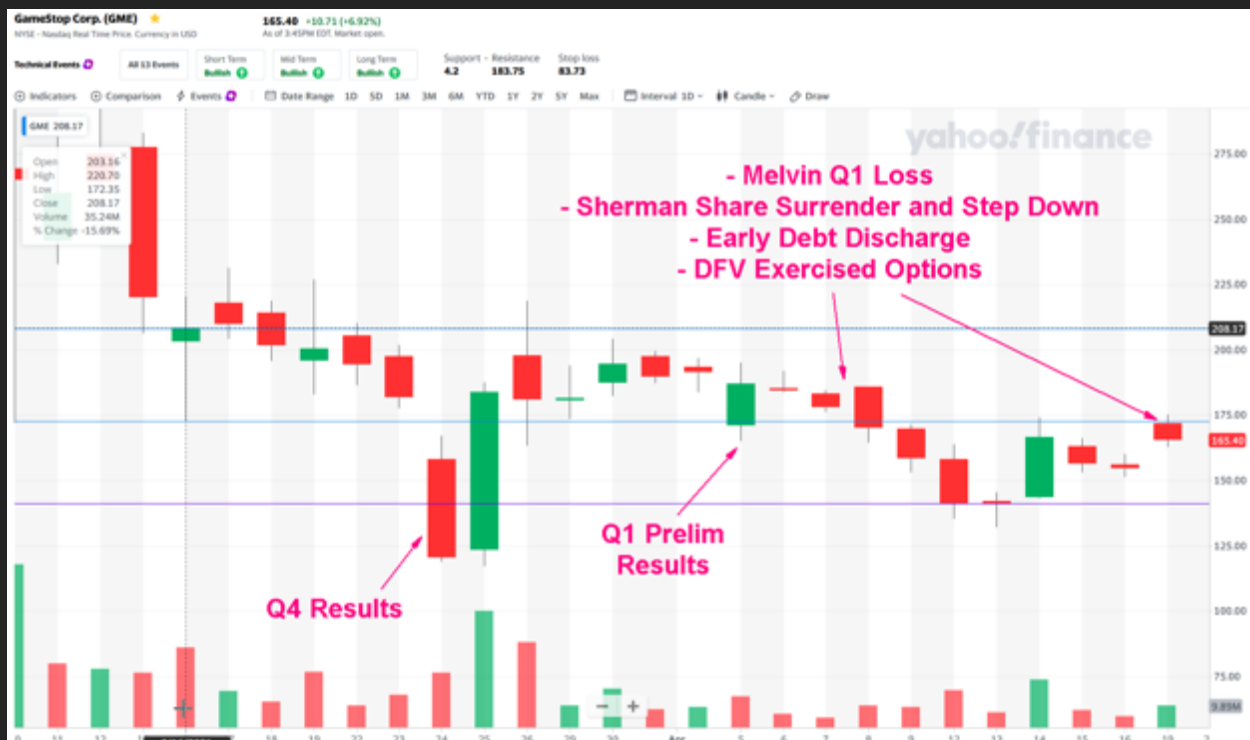 GameStop Corp. (GME)
NYSE - Nasdaq Real Time Price. Currency in USD
165.40 +10.71 (+6.92%)
As of 3:45PM EDT. Market open.
Technical Events
All 13 Events
Short Term
Bullish
Mid Term
Bullish
Long Term
Bullish
Support - Resistance
4.2 183.75
Stop loss
83.73
Indicators Comparison Events Date Range 1D 5D 1M 3M 6M YTD 1Y 2Y 5Y Max Interval 1D Candle Draw
GME 208.17
yahoo!finance
Open 203.16
High 220.70
Low 172.35
Close 208.17
Volume 35.24M
% Change -15.69%
- Melvin Q1 Loss
- Sherman Share Surrender and Step Down
- Early Debt Discharge
- DFV Exercised Options
Q1 Prelim
Results
Q4 Results
275.00
250.00
225.00
208.17
200.00
175.00
165.40
150.00
125.00
100.00
75.00
9.89M
11 12 18 19 22 23 24 25 26 29 30 Apr 5 6 7 8 9 12 13 14 15 16 19